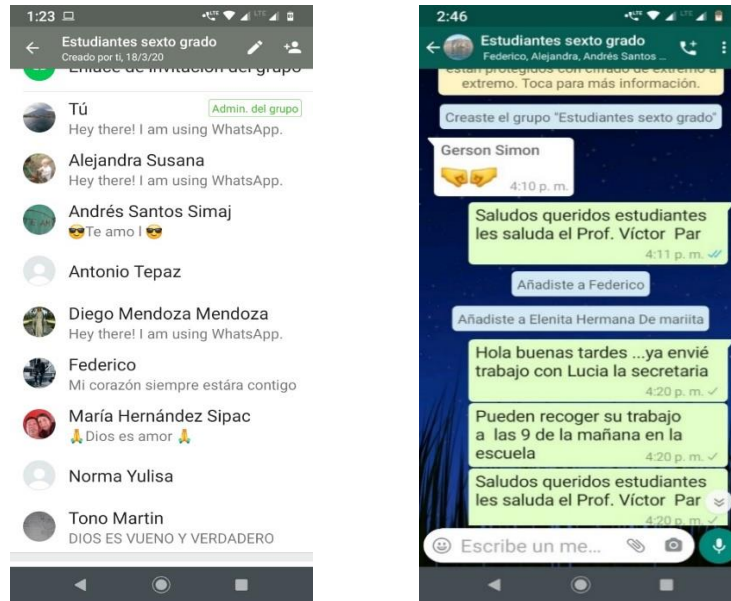 1:23
LTE
Estudiantes sexto grado
Creado por ti, 18/3/20
Enlace de invitación del grupo
Tú
Admin. del grupo
Hey there! I am using WhatsApp.
Alejandra Susana
Hey there! I am using WhatsApp.
Andrés Santos Simaj
😎Te amo I 😎
Antonio Tepaz
Diego Mendoza Mendoza
Hey there! I am using WhatsApp.
Federico
Mi corazón siempre estára contigo
María Hernández Sipac
🙏Dios es amor 🙏
Norma Yulisa
Tono Martin
DIOS ES VUENO Y VERDADERO
2:46
LTE
Estudiantes sexto grado
Federico, Alejandra, Andrés Santos ...
están protegidos con cifrado de extremo a
extremo. Toca para más información.
Creaste el grupo "Estudiantes sexto grado"
Gerson Simon
🤜🤛
4:10 p. m.
Saludos queridos estudiantes
les saluda el Prof. Víctor Par
4:11 p. m.
Añadiste a Federico
Añadiste a Elenita Hermana De mariita
Hola buenas tardes ...ya envié
trabajo con Lucia la secretaria
4:20 p. m.
Pueden recoger su trabajo
a las 9 de la mañana en la
escuela
4:20 p. m.
Saludos queridos estudiantes
les saluda el Prof. Víctor Par
4:20 p. m.
Escribe un me...